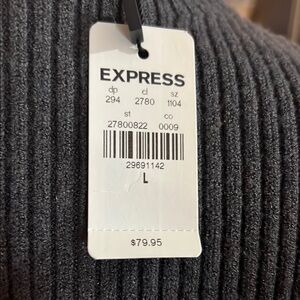 EXPRESS
dp cl sz
294 2780 1104
st co
27800822 0009
29691142
L
$79.95